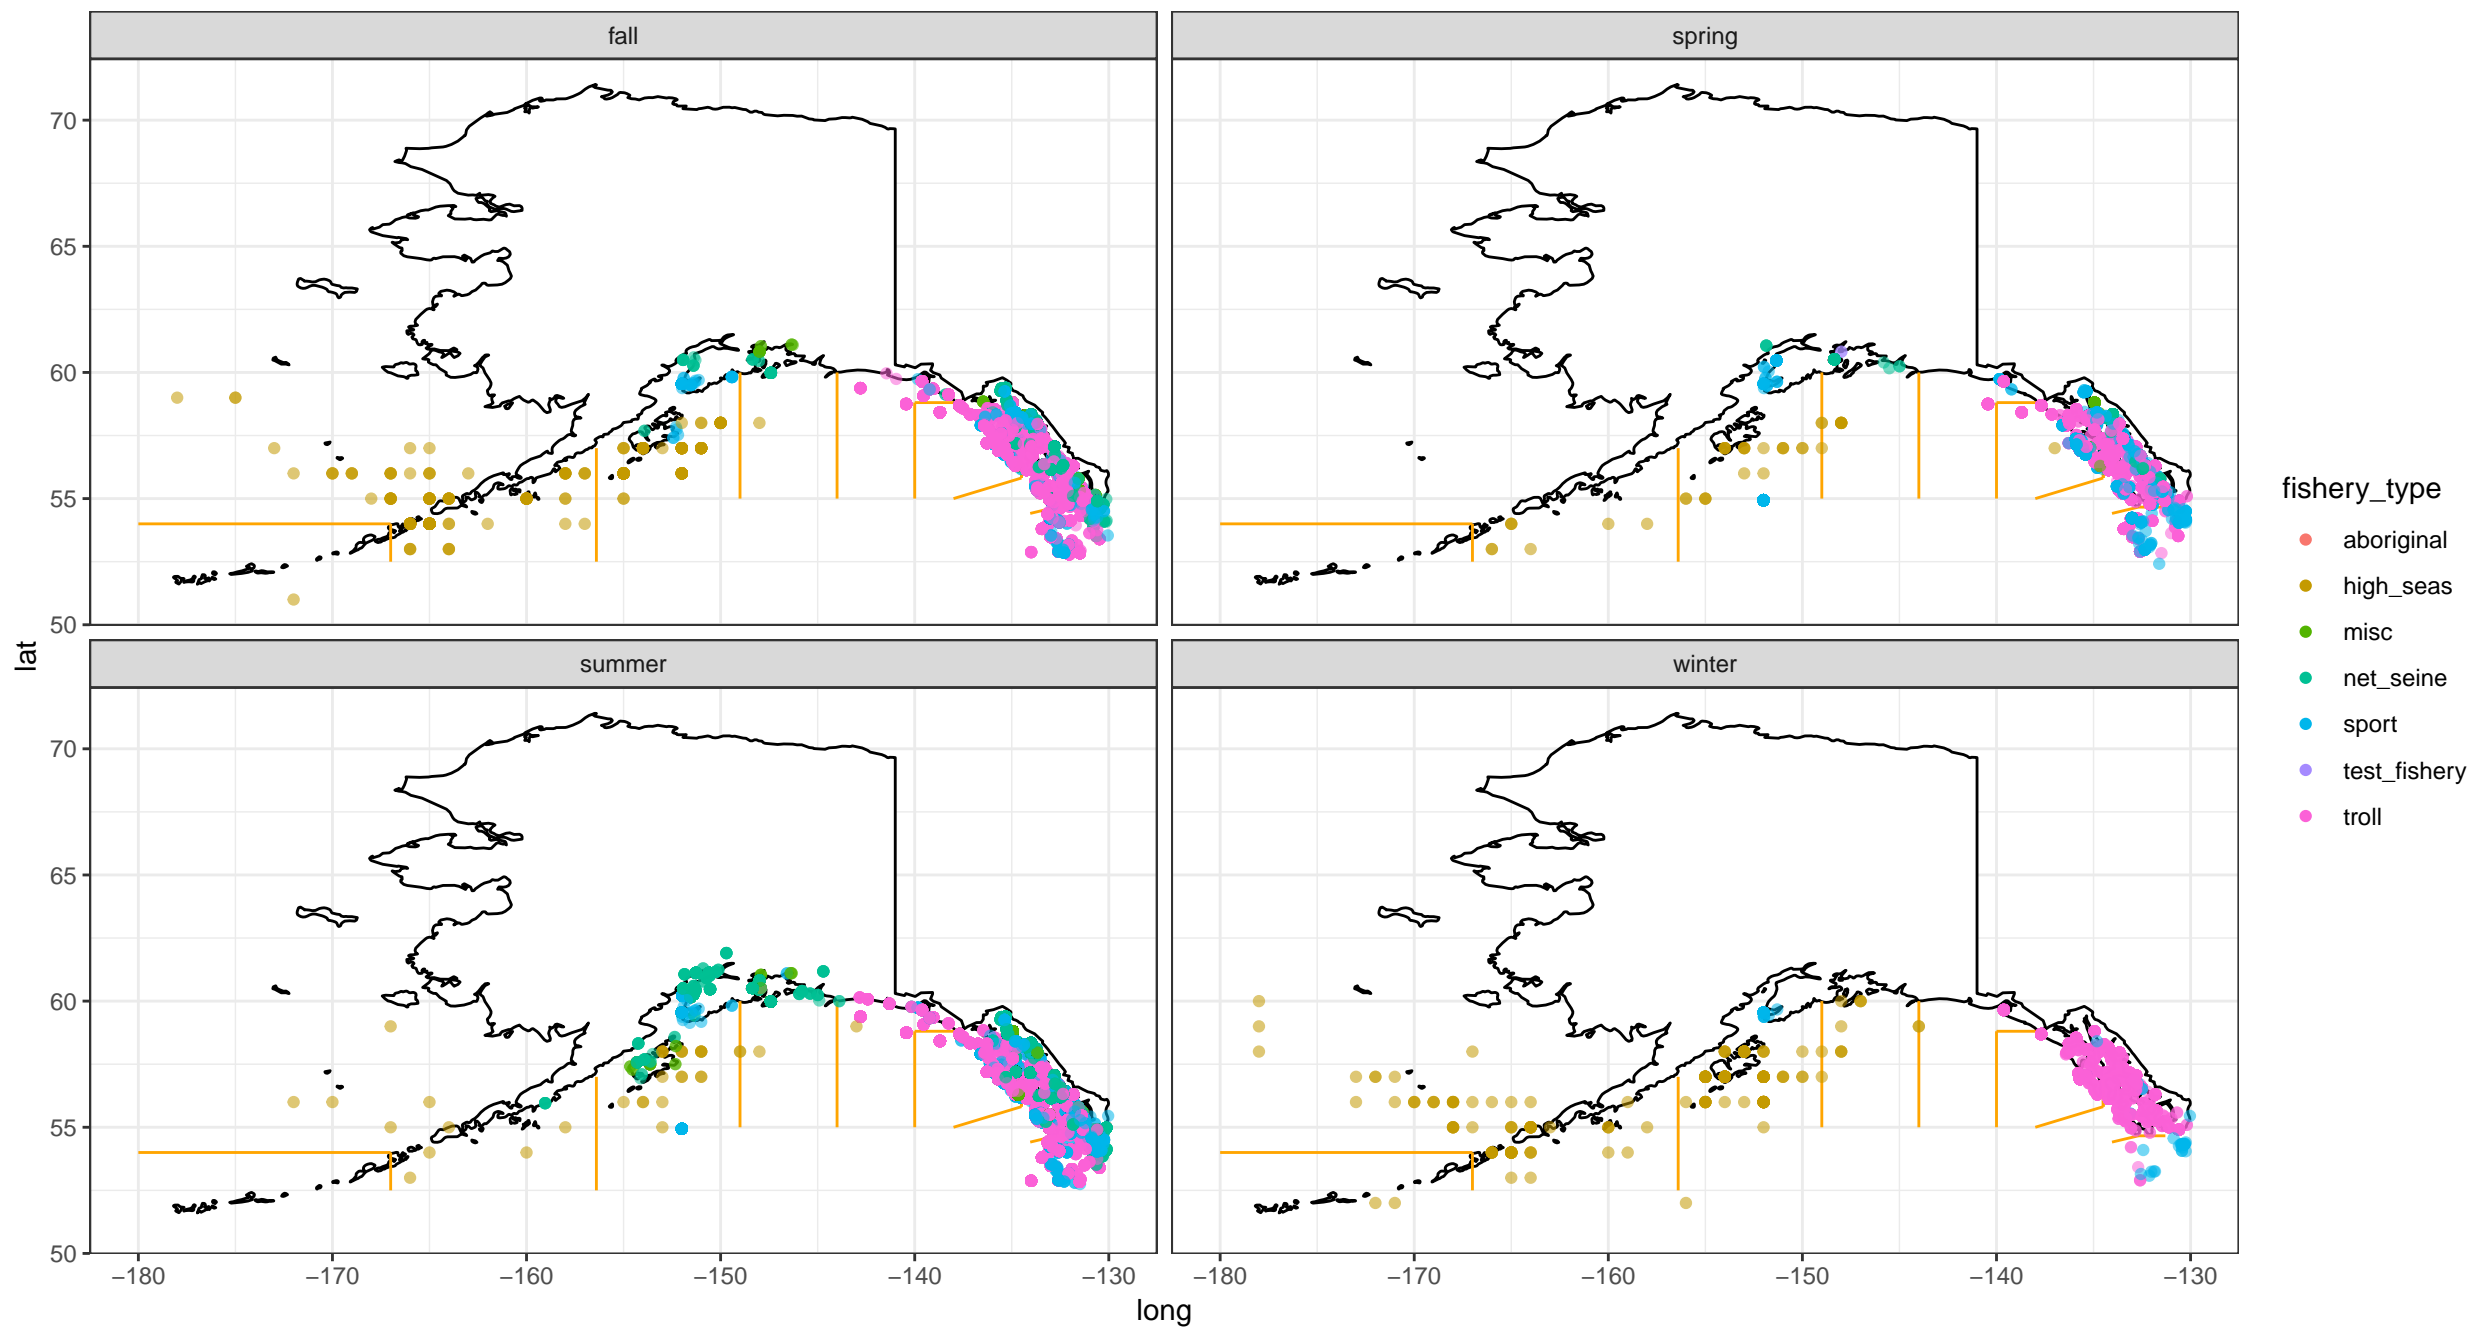 fall
spring
70
65
60
55
50
summer
winter
70
65
60
55
50
−180
−170
−160
−150
−140
−130
−180
−170
−160
−150
−140
−130
long
lat
fishery_type
aboriginal
high_seas
misc
net_seine
sport
test_fishery
troll